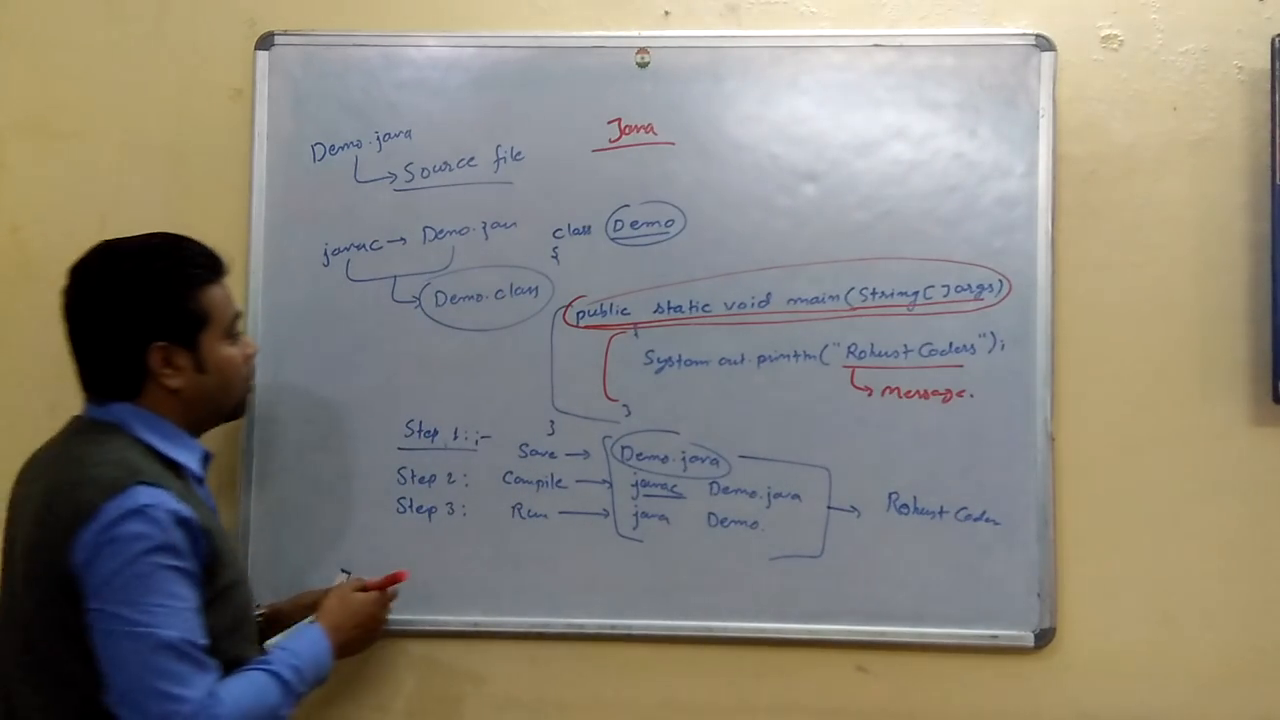 Java
Demo.java
Source file
javac → Demo.java
Demo.class
class Demo
{
public static void main(String[]args)
{
System.out.println("Robust Coders");
Message.
}
}
Step 1:;-
Save → Demo.java
Step 2: Compile → javac Demo.java
Step 3: Run → java Demo.
Robust Coder